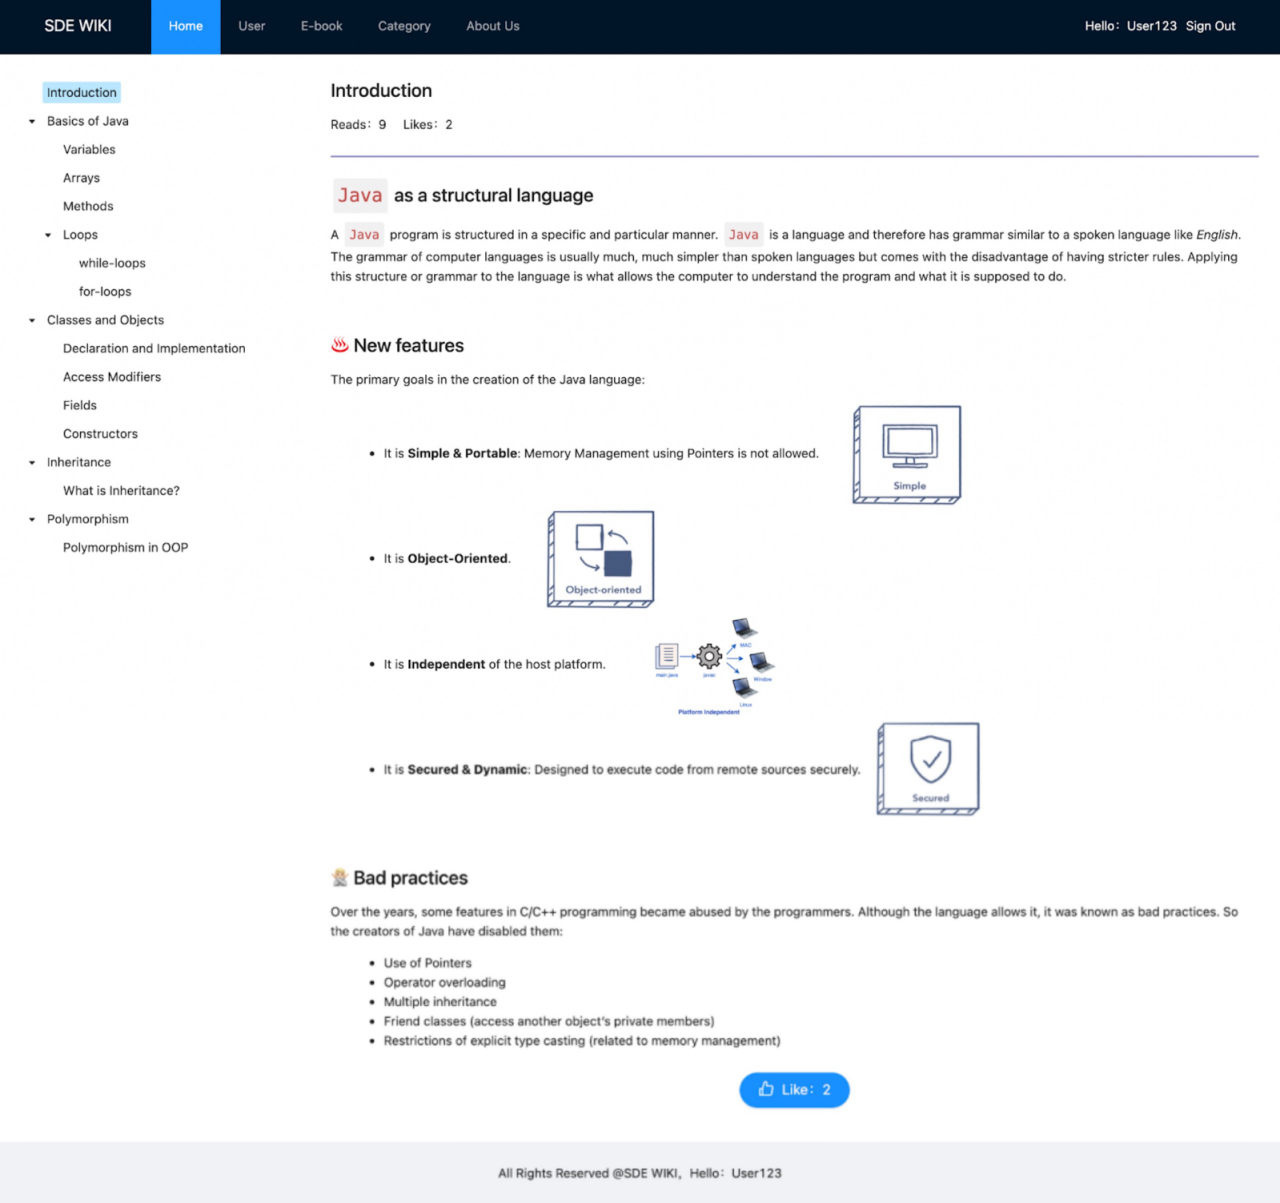 SDE WIKI Home User E-book Category About Us Hello：User123 Sign Out
Introduction
Basics of Java
Variables
Arrays
Methods
Loops
while-loops
for-loops
Classes and Objects
Declaration and Implementation
Access Modifiers
Fields
Constructors
Inheritance
What is Inheritance?
Polymorphism
Polymorphism in OOP
Introduction
Reads：9 Likes：2
Java as a structural language
A Java program is structured in a specific and particular manner. Java is a language and therefore has grammar similar to a spoken language like English.
The grammar of computer languages is usually much, much simpler than spoken languages but comes with the disadvantage of having stricter rules. Applying
this structure or grammar to the language is what allows the computer to understand the program and what it is supposed to do.
♨ New features
The primary goals in the creation of the Java language:
• It is Simple & Portable: Memory Management using Pointers is not allowed.
Simple
• It is Object-Oriented.
Object-oriented
• It is Independent of the host platform.
main.java
javac
MAC
Window
Linux
Platform Independent
• It is Secured & Dynamic: Designed to execute code from remote sources securely.
Secured
Bad practices
Over the years, some features in C/C++ programming became abused by the programmers. Although the language allows it, it was known as bad practices. So
the creators of Java have disabled them:
• Use of Pointers
• Operator overloading
• Multiple inheritance
• Friend classes (access another object's private members)
• Restrictions of explicit type casting (related to memory management)
Like：2
All Rights Reserved @SDE WIKI，Hello：User123